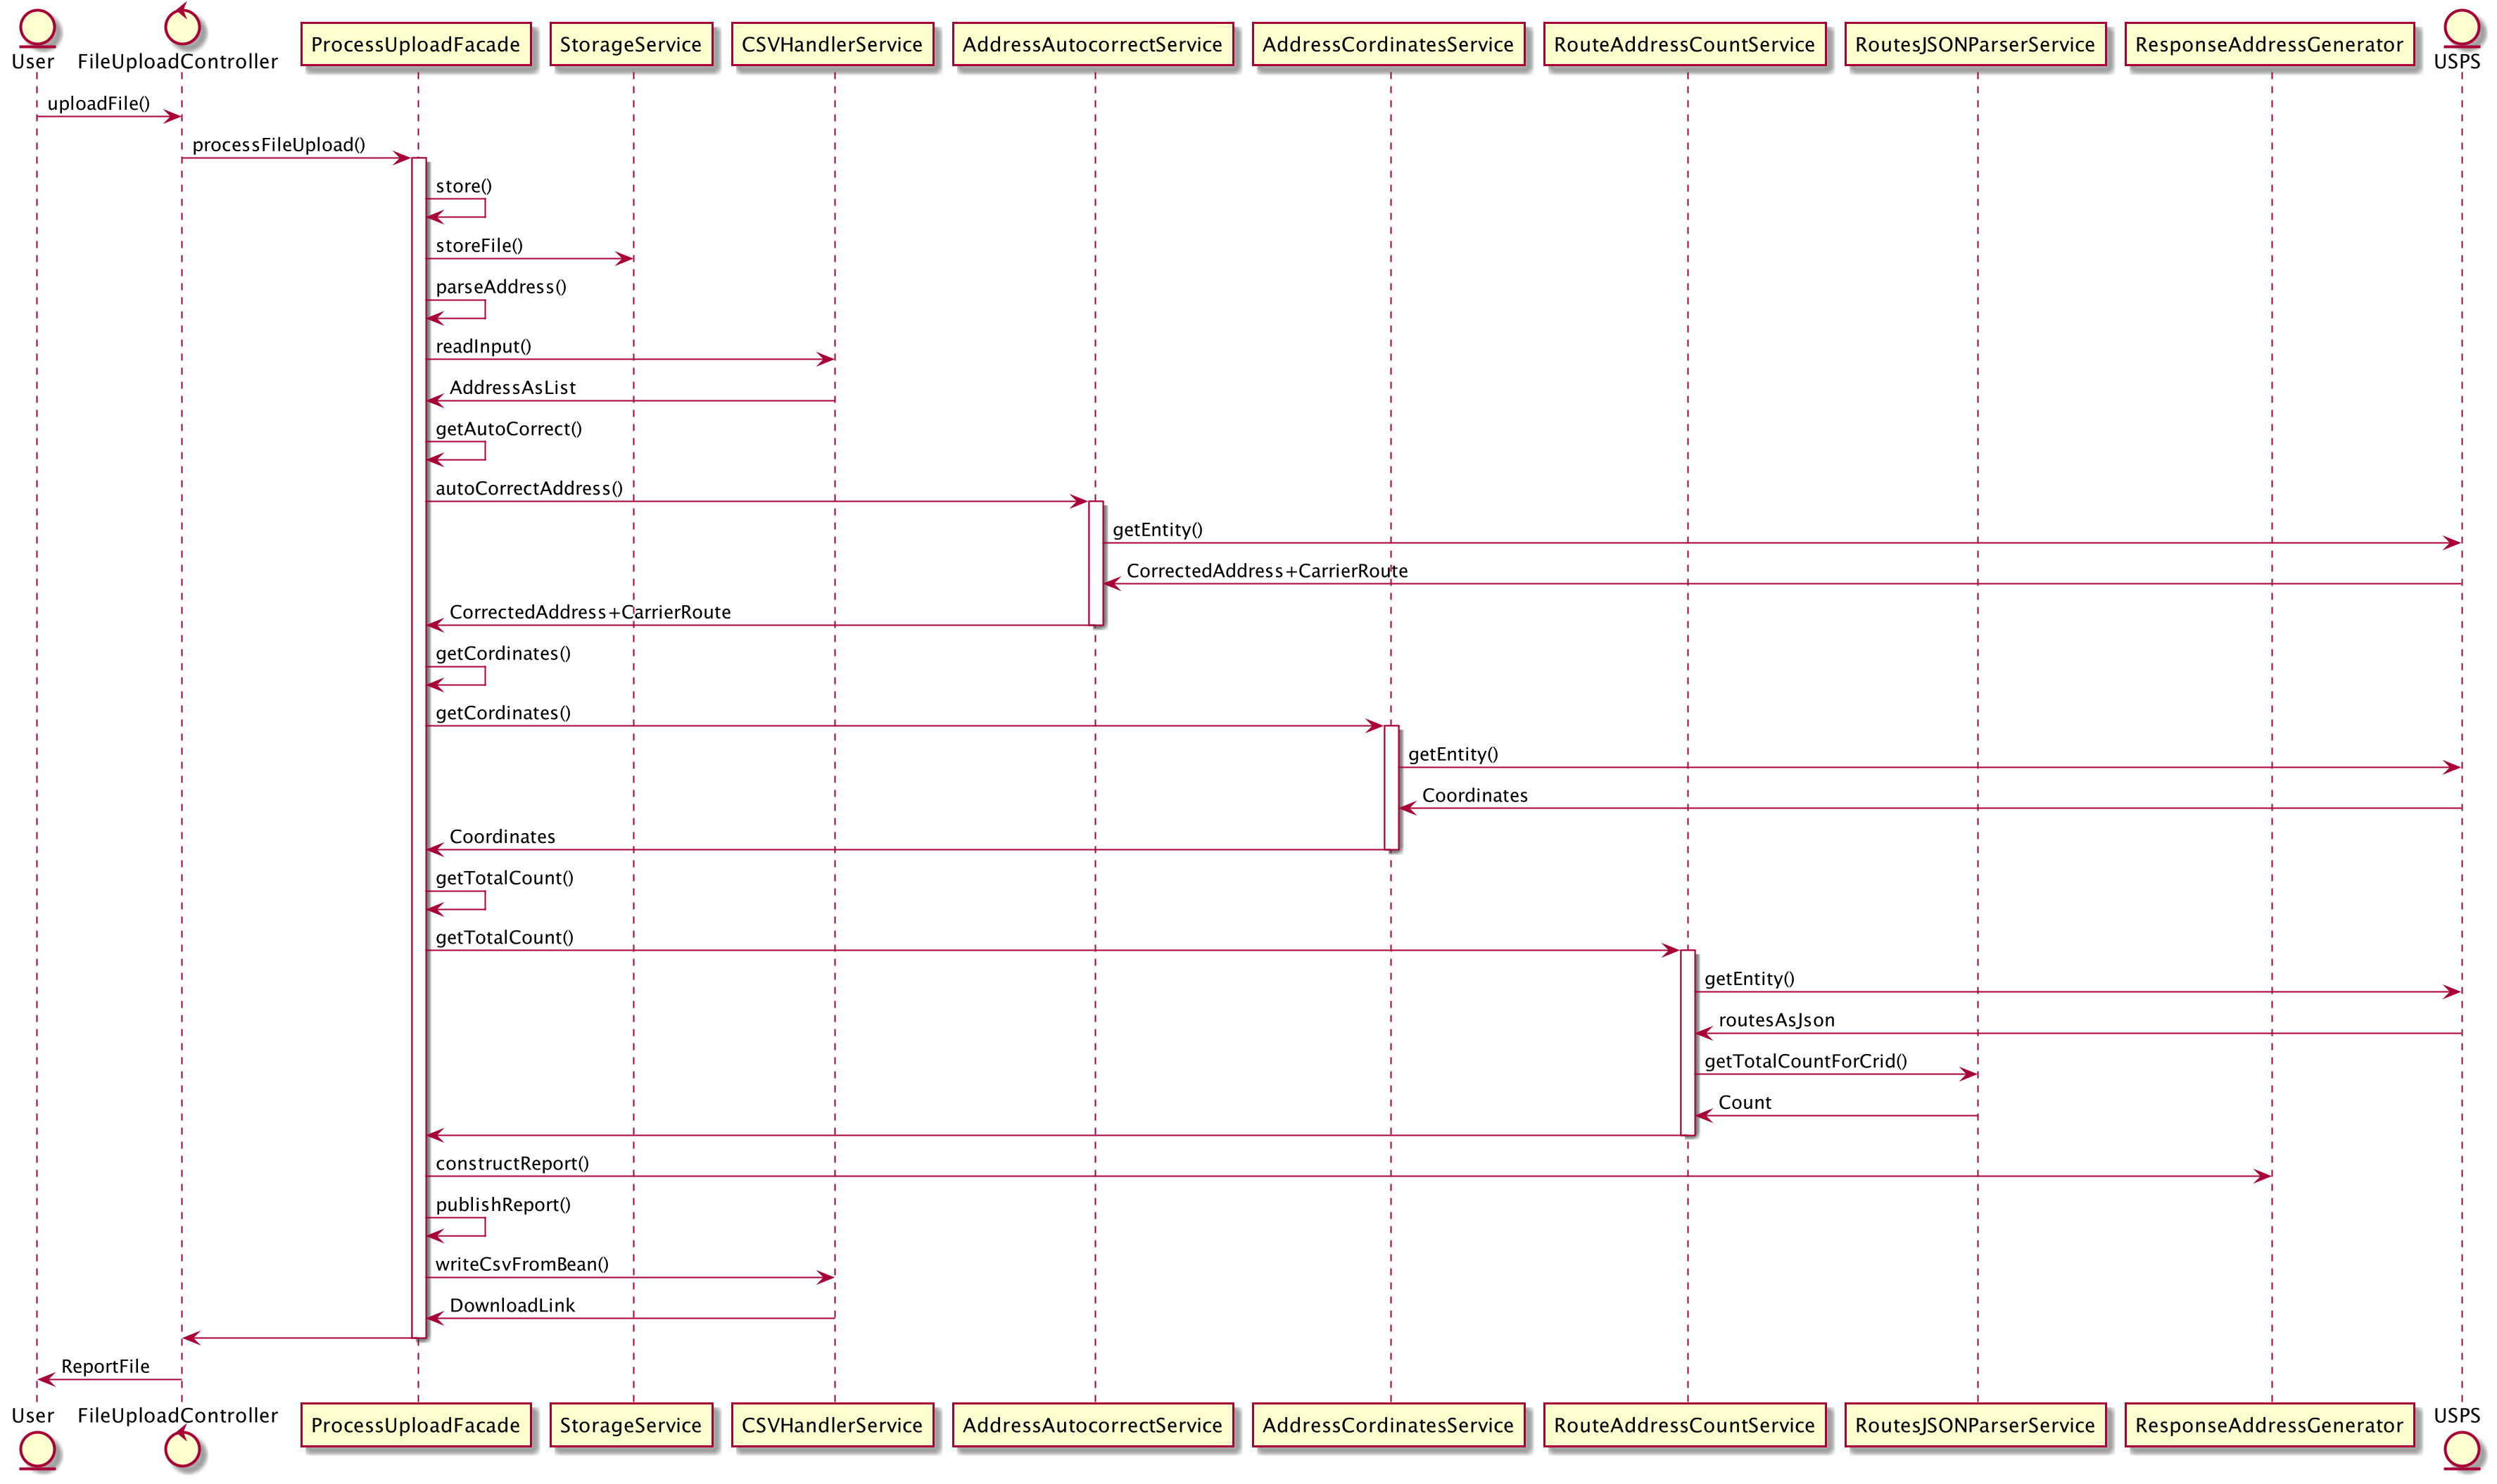 User
FileUploadController
ProcessUploadFacade
StorageService
CSVHandlerService
AddressAutocorrectService
AddressCordinatesService
RouteAddressCountService
RoutesJSONParserService
ResponseAddressGenerator
USPS
uploadFile()
processFileUpload()
store()
storeFile()
parseAddress()
readInput()
AddressAsList
getAutoCorrect()
autoCorrectAddress()
getEntity()
CorrectedAddress+CarrierRoute
CorrectedAddress+CarrierRoute
getCordinates()
getCordinates()
getEntity()
Coordinates
Coordinates
getTotalCount()
getTotalCount()
getEntity()
routesAsJson
getTotalCountForCrid()
Count
constructReport()
publishReport()
writeCsvFromBean()
DownloadLink
ReportFile
User
FileUploadController
ProcessUploadFacade
StorageService
CSVHandlerService
AddressAutocorrectService
AddressCordinatesService
RouteAddressCountService
RoutesJSONParserService
ResponseAddressGenerator
USPS